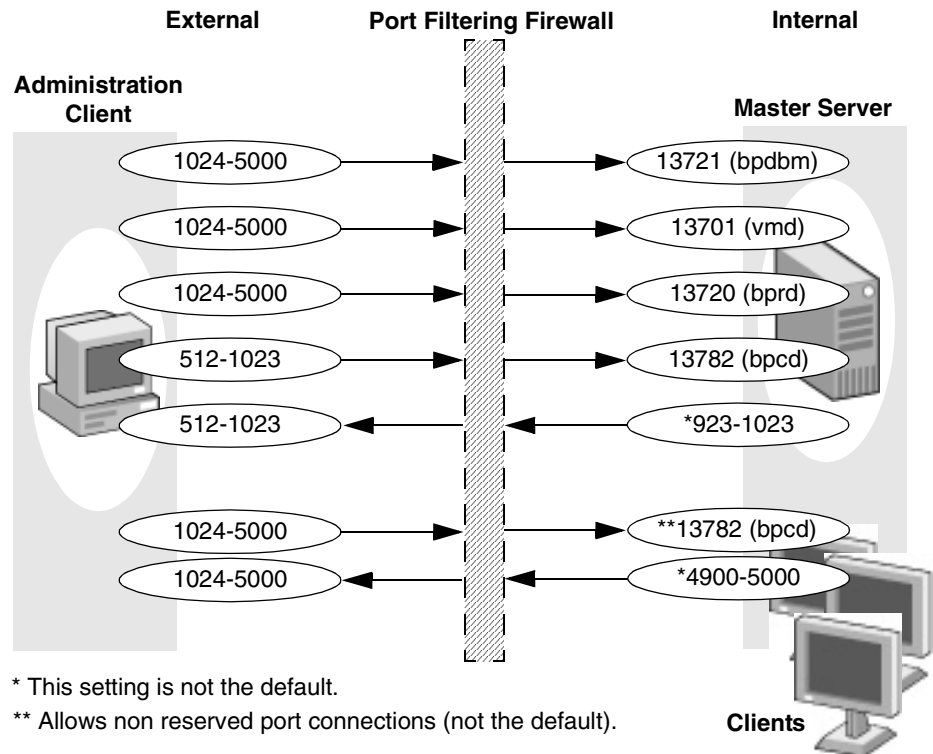 External
Port Filtering Firewall
Internal
Administration
Client
Master Server
1024-5000
13721 (bpdbm)
1024-5000
13701 (vmd)
1024-5000
13720 (bprd)
512-1023
13782 (bpcd)
512-1023
*923-1023
1024-5000
**13782 (bpcd)
1024-5000
*4900-5000
* This setting is not the default.
** Allows non reserved port connections (not the default).
Clients